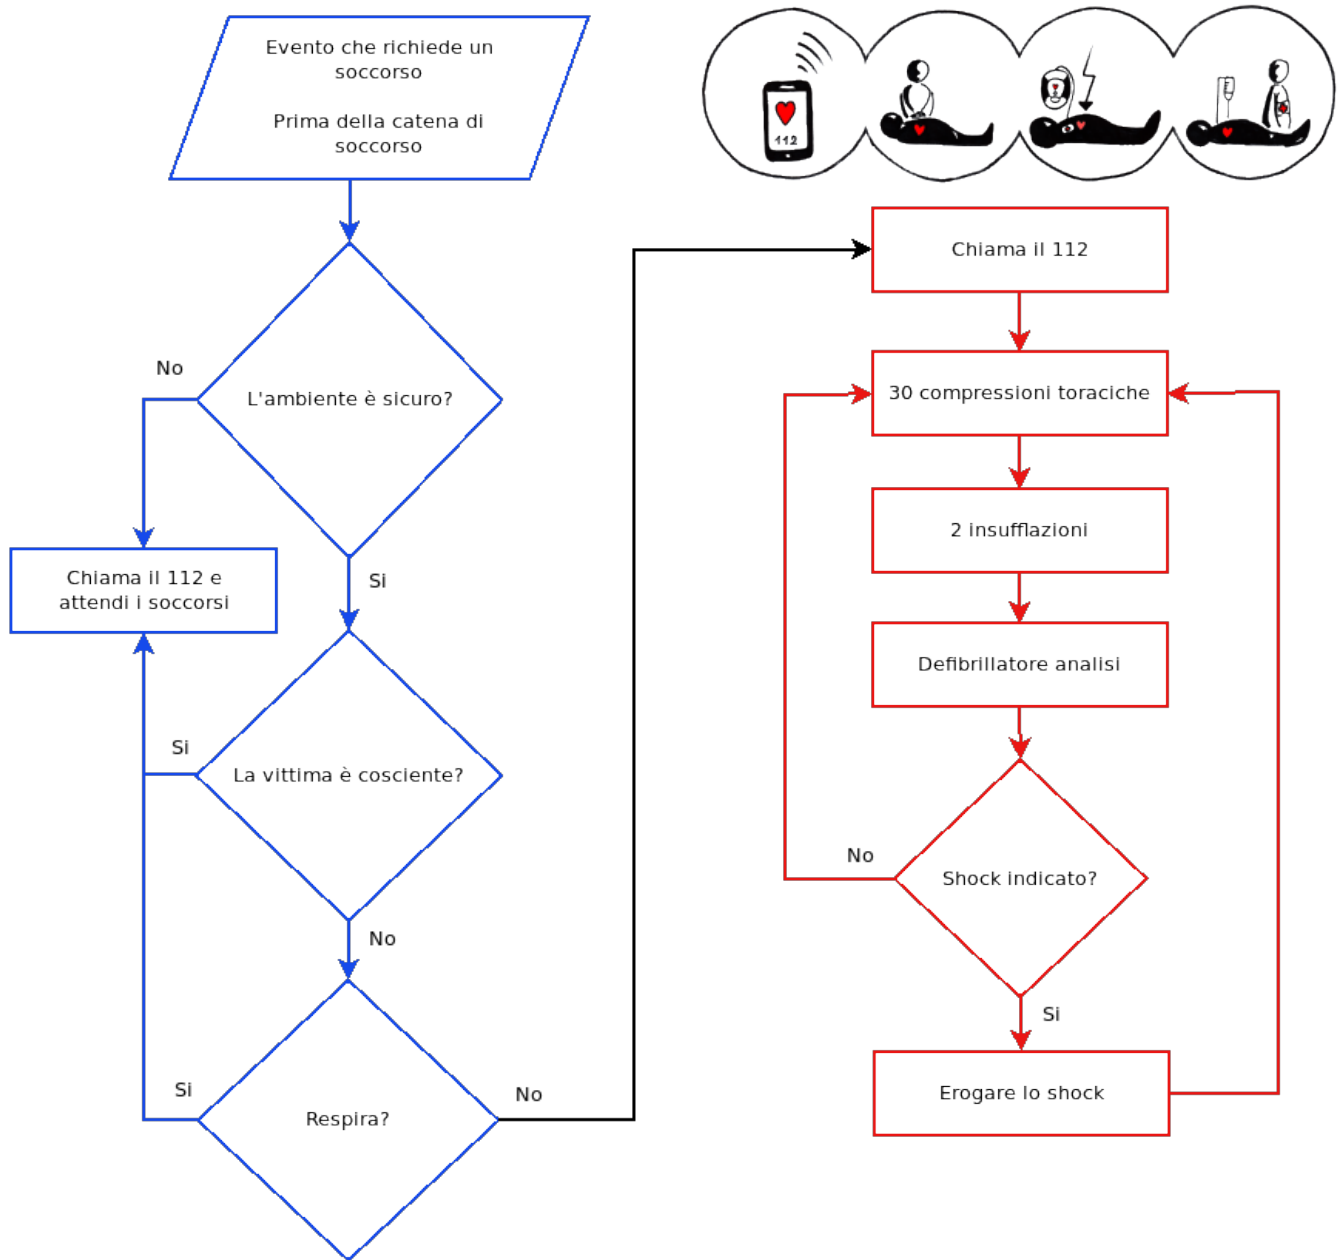 Evento che richiede un
soccorso
Prima della catena di
soccorso
L'ambiente è sicuro?
No
Si
Chiama il 112 e
attendi i soccorsi
La vittima è cosciente?
Si
No
Respira?
Si
No
112
Chiama il 112
30 compressioni toraciche
2 insufflazioni
Defibrillatore analisi
Shock indicato?
No
Si
Erogare lo shock